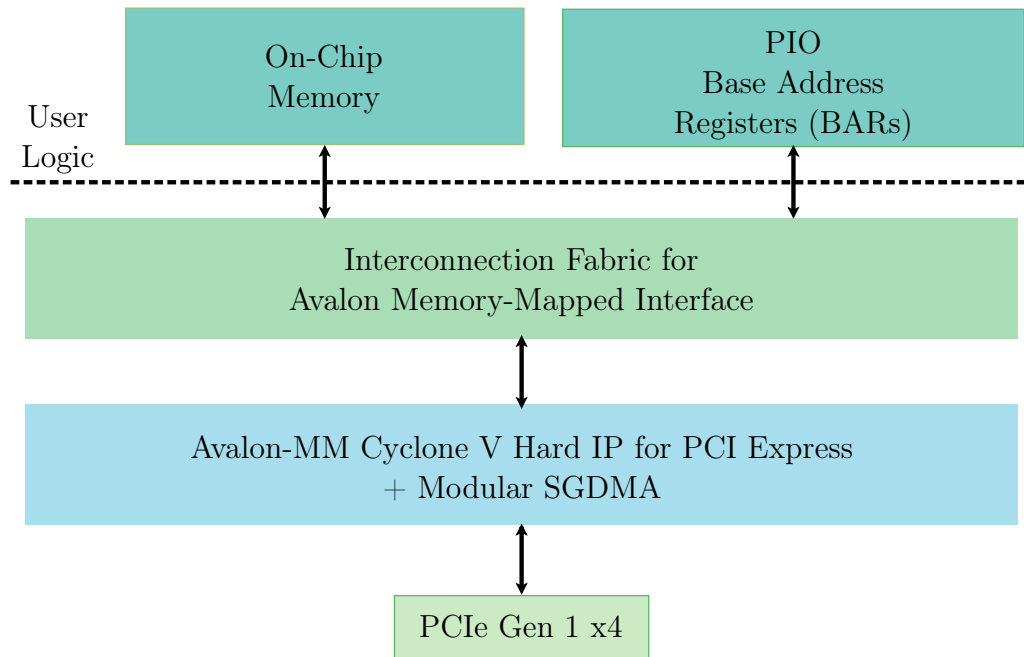 On-Chip
Memory
PIO
Base Address
Registers (BARs)
User
Logic
Interconnection Fabric for
Avalon Memory-Mapped Interface
Avalon-MM Cyclone V Hard IP for PCI Express
+ Modular SGDMA
PCIe Gen 1 x4